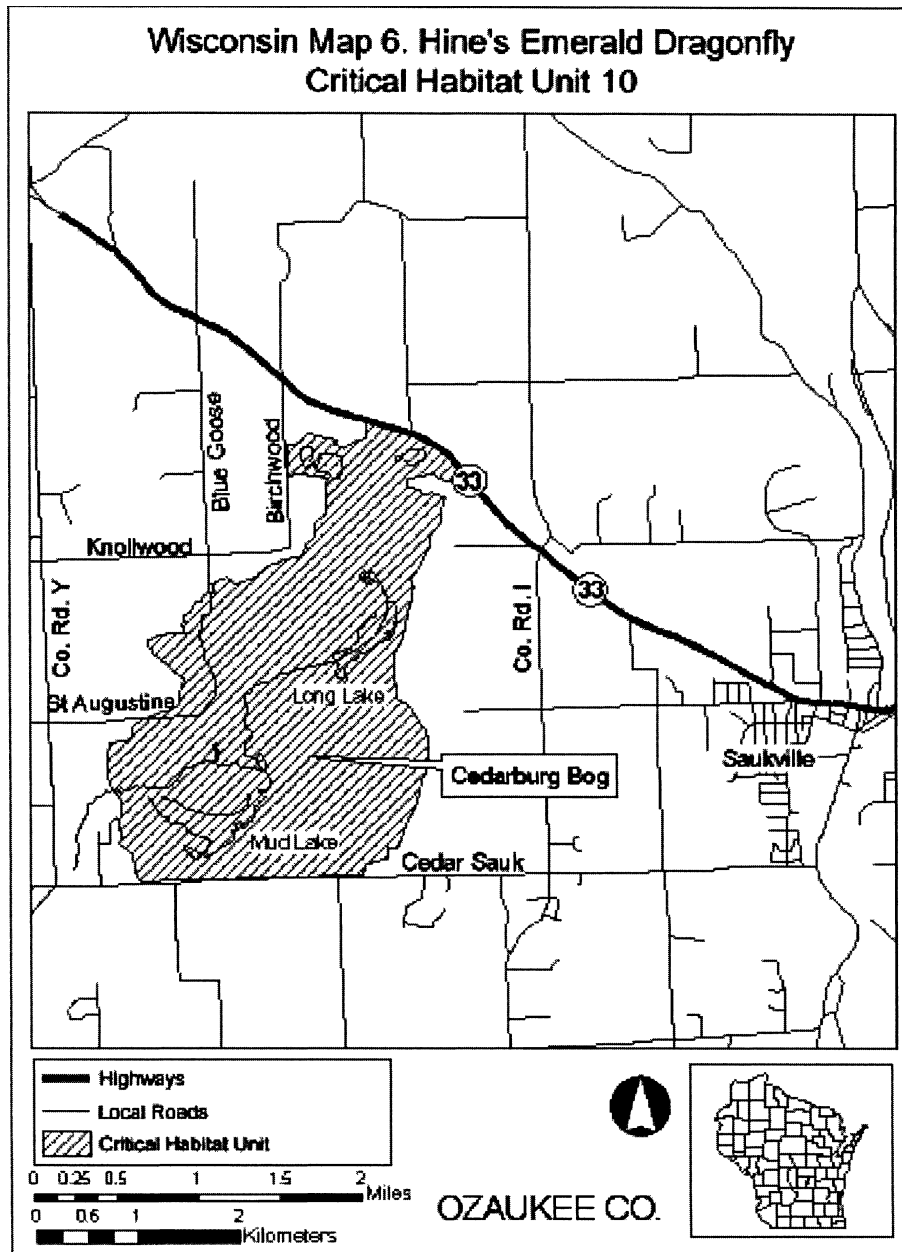 Wisconsin Map 6. Hine's Emerald Dragonfly
Critical Habitat Unit 10
Blue Goose
Birchwood
33
Knollwood
33
Co. Rd. Y
Co. Rd. I
St Augustine
Long Lake
Saukville
Cedarburg Bog
Mud Lake
Cedar Sauk
Highways
Local Roads
Critical Habitat Unit
0 0.25 0.5 1 1.5 2
Miles
0 0.6 1 2
Kilometers
OZAUKEE CO.